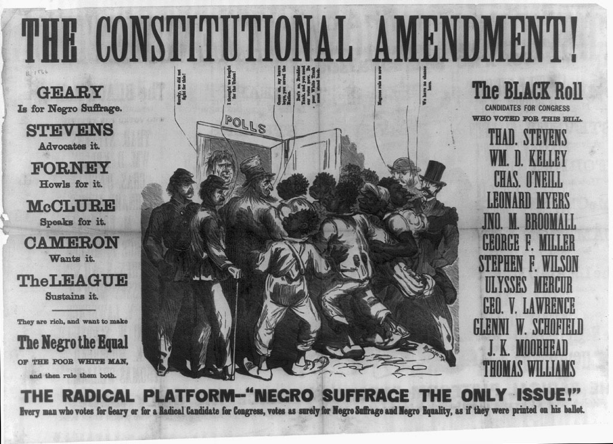 THE CONSTITUTIONAL AMENDMENT!
GEARY
Is for Negro Suffrage.
STEVENS
Advocates it.
FORNEY
Howls for it.
McCLURE
Speaks for it.
CAMERON
Wants it.
The LEAGUE
Sustains it.
They are rich, and want to make
The Negro the Equal
OF THE POOR WHITE MAN,
and then rule them both.
POLLS
The BLACK Roll
CANDIDATES FOR CONGRESS
WHO VOTED FOR THIS BILL.
THAD. STEVENS
WM. D. KELLEY
CHAS. O'NEILL
LEONARD MYERS
JNO. M. BROOMALL
GEORGE F. MILLER
STEPHEN F. WILSON
ULYSSES MERCUR
GEO. V. LAWRENCE
GLENNI W. SCHOFIELD
J. K. MOORHEAD
THOMAS WILLIAMS
THE RADICAL PLATFORM--"NEGRO SUFFRAGE THE ONLY ISSUE!"
Every man who votes for Geary or for a Radical Candidate for Congress, votes as surely for Negro Suffrage and Negro Equality, as if they were printed on his ballot.